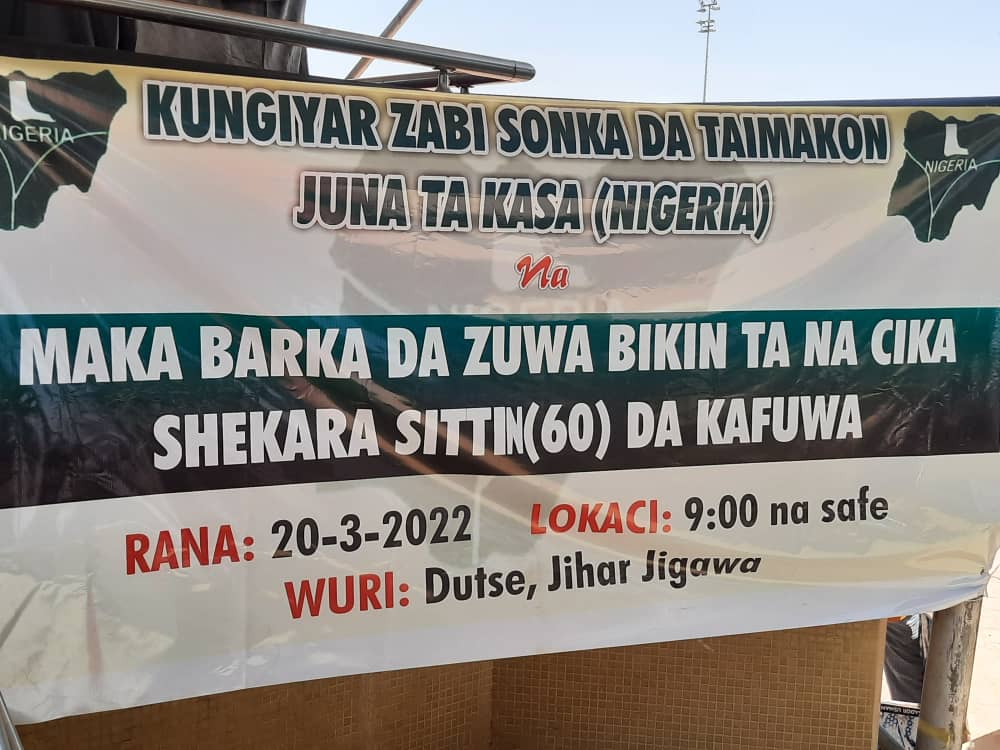 KUNGIYAR ZABI SONKA DA TAIMAKON
JUNA TA KASA (NIGERIA)
Na
MAKA BARKA DA ZUWA BIKIN TA NA CIKA
SHEKARA SITTIN(60) DA KAFUWA
RANA: 20-3-2022 LOKACI: 9:00 na safe
WURI: Dutse, Jihar Jigawa
IGERIA
NIGERIA